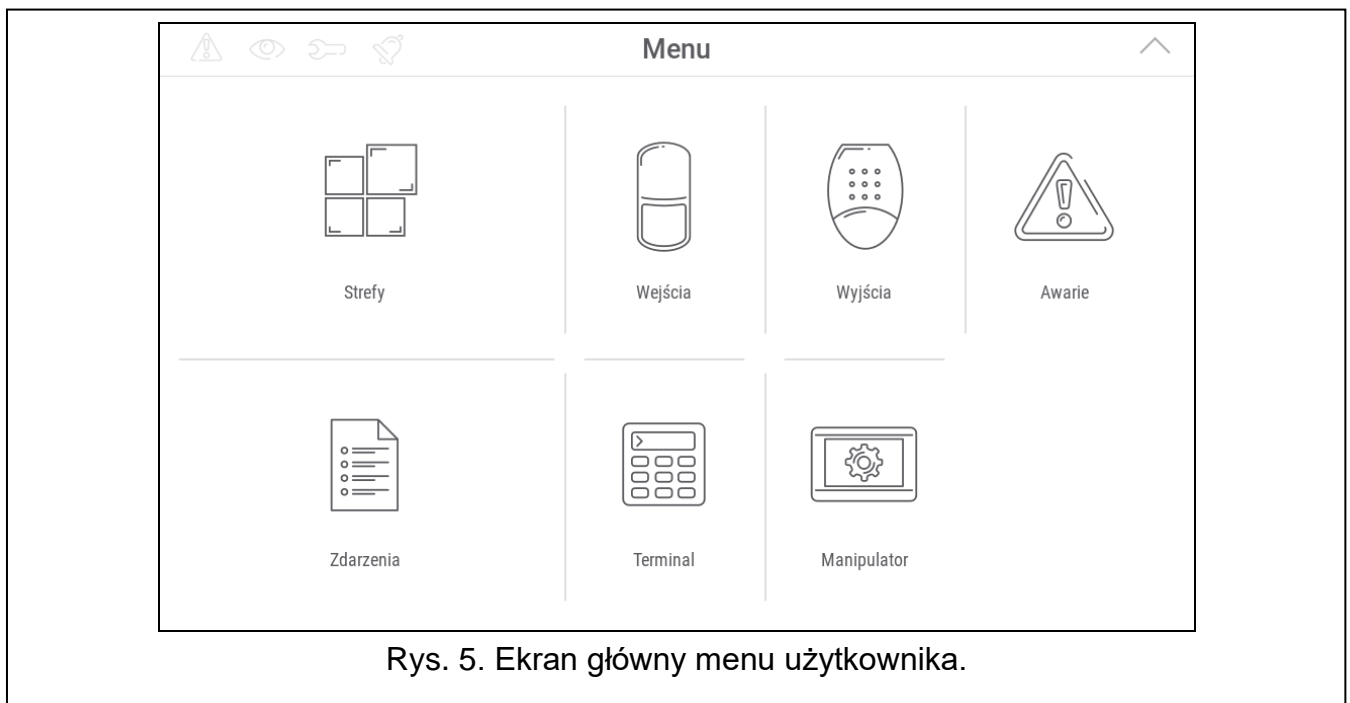 Menu
Strefy
Wejścia
Wyjścia
Awarie
Zdarzenia
Terminal
Manipulator
Rys. 5. Ekran główny menu użytkownika.